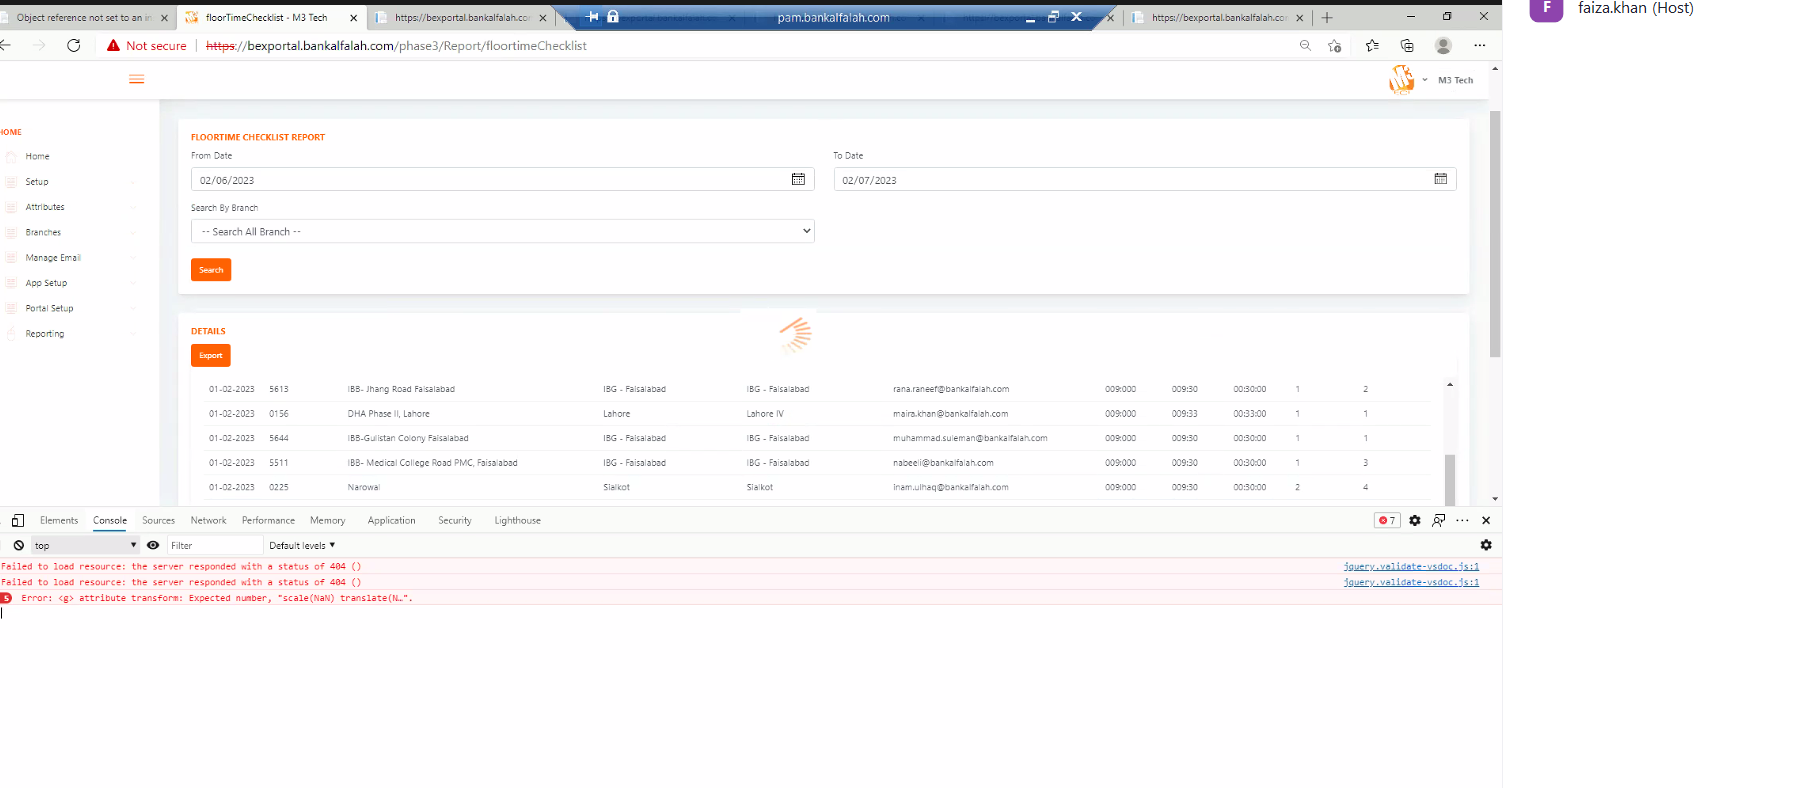 Object reference not set to an in
floorTimeChecklist - M3 Tech
https://bexportal.bankalfalah.co
pam.bankalfalah.com
https://bexportal.bankalfalah.co
F faiza.khan (Host)
Not secure https://bexportal.bankalfalah.com/phase3/Report/floortimeChecklist
M3 Tech
HOME
Home
Setup
Attributes
Branches
Manage Email
App Setup
Portal Setup
Reporting
FLOORTIME CHECKLIST REPORT
From Date To Date
02/06/2023 02/07/2023
Search By Branch
-- Search All Branch --
Search
DETAILS
Export
01-02-2023 5613 IBB- Jhang Road Faisalabad IBG - Faisalabad IBG - Faisalabad rana.raneef@bankalfalah.com 009:000 009:30 00:30:00 1 2
01-02-2023 0156 DHA Phase II, Lahore Lahore Lahore IV maira.khan@bankalfalah.com 009:000 009:33 00:33:00 1 1
01-02-2023 5644 IBB-Gulistan Colony Faisalabad IBG - Faisalabad IBG - Faisalabad muhammad.suleman@bankalfalah.com 009:000 009:30 00:30:00 1 1
01-02-2023 5511 IBB- Medical College Road PMC, Faisalabad IBG - Faisalabad IBG - Faisalabad nabeeli@bankalfalah.com 009:000 009:30 00:30:00 1 3
01-02-2023 0225 Narowal Sialkot Sialkot inam.ulhaq@bankalfalah.com 009:000 009:30 00:30:00 2 4
Elements Console Sources Network Performance Memory Application Security Lighthouse 7
top Filter Default levels
Failed to load resource: the server responded with a status of 404 () jquery.validate-vsdoc.js:1
Failed to load resource: the server responded with a status of 404 () jquery.validate-vsdoc.js:1
5 Error: <g> attribute transform: Expected number, "scale(NaN) translate(N…".